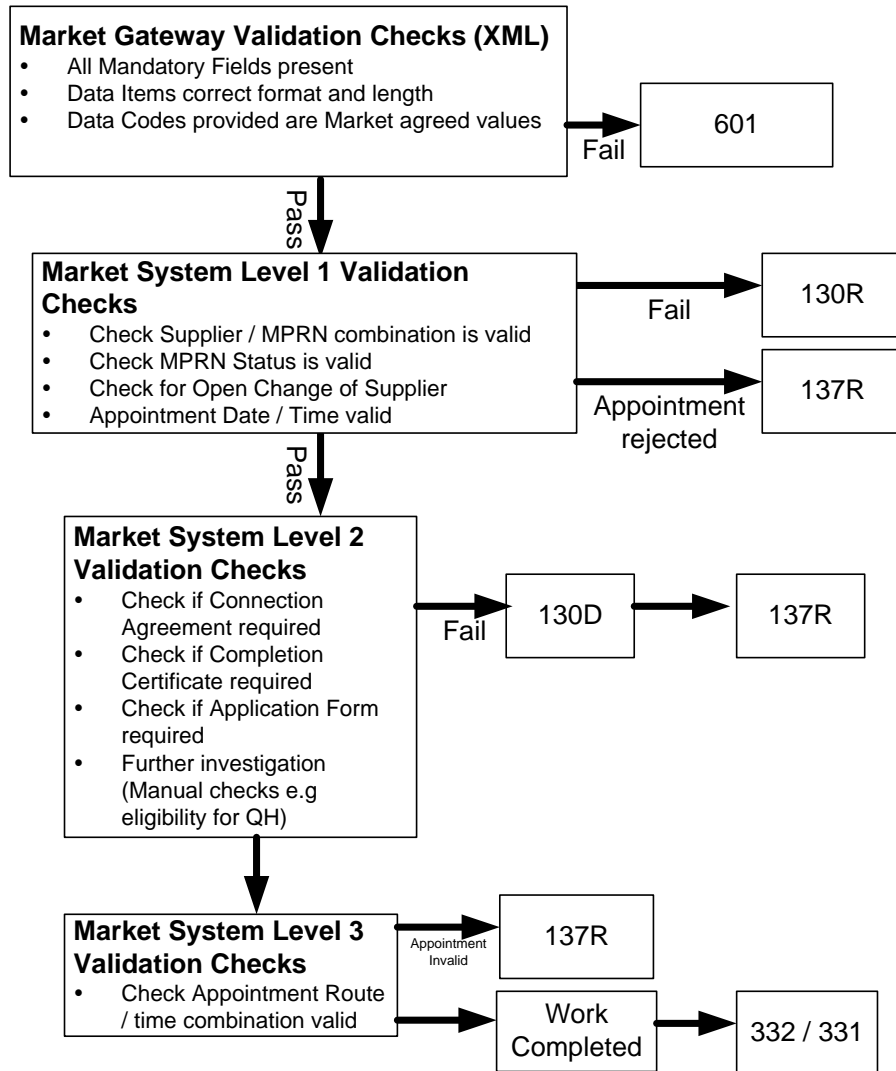 Market Gateway Validation Checks (XML)
• All Mandatory Fields present
• Data Items correct format and length
• Data Codes provided are Market agreed values
Fail
601
Pass
Market System Level 1 Validation
Checks
• Check Supplier / MPRN combination is valid
• Check MPRN Status is valid
• Check for Open Change of Supplier
• Appointment Date / Time valid
Fail
130R
Appointment
rejected
137R
Pass
Market System Level 2
Validation Checks
• Check if Connection
Agreement required
• Check if Completion
Certificate required
• Check if Application Form
required
• Further investigation
(Manual checks e.g
eligibility for QH)
Fail
130D
137R
Market System Level 3
Validation Checks
• Check Appointment Route
/ time combination valid
Appointment
Invalid
137R
Work
Completed
332 / 331